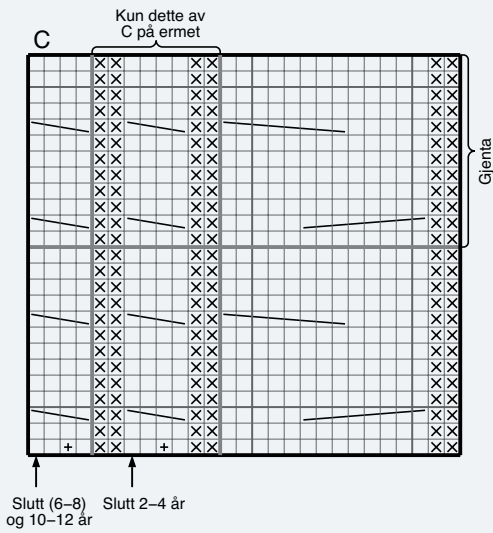 Kun dette av
C på ermet
C
Gjenta
Slutt (6–8)
og 10–12 år
Slutt 2–4 år